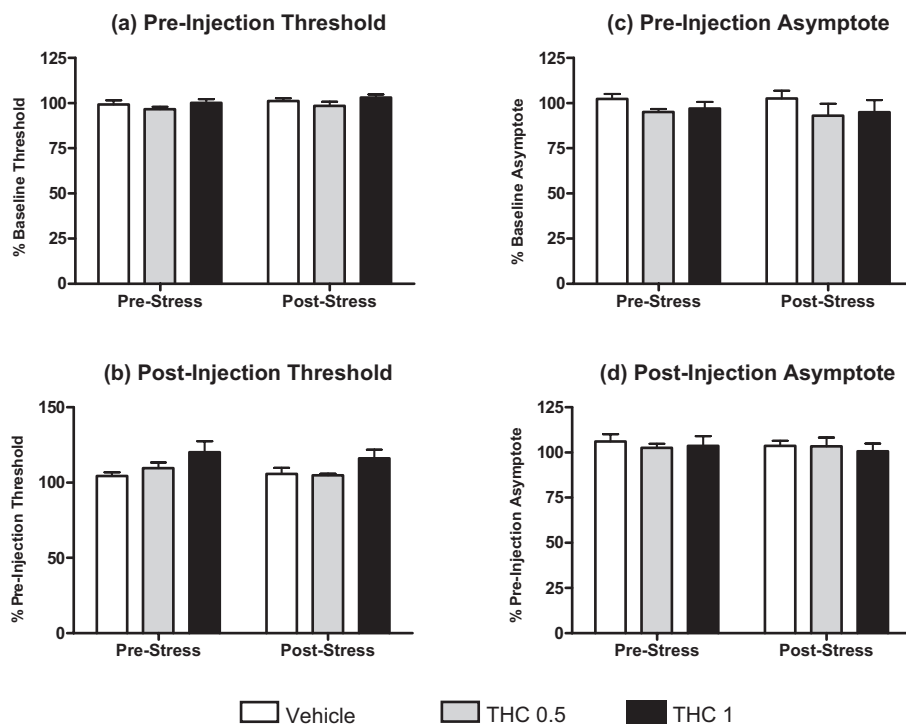 (a) Pre-Injection Threshold
% Baseline Threshold
125
100
75
50
25
0
Pre-Stress Post-Stress
(c) Pre-Injection Asymptote
% Baseline Asymptote
125
100
75
50
25
0
Pre-Stress Post-Stress
(b) Post-Injection Threshold
% Pre-Injection Threshold
150
100
50
0
Pre-Stress Post-Stress
(d) Post-Injection Asymptote
% Pre-Injection Asymptote
125
100
75
50
25
0
Pre-Stress Post-Stress
Vehicle THC 0.5 THC 1